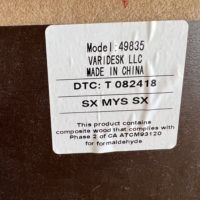 Model:49835
VARIDESK LLC
MADE IN CHINA
DTC: T 082418
SX MYS SX
This product contains
composite wood that complies with
Phase 2 of CA ATCM93120
for formaldehyde